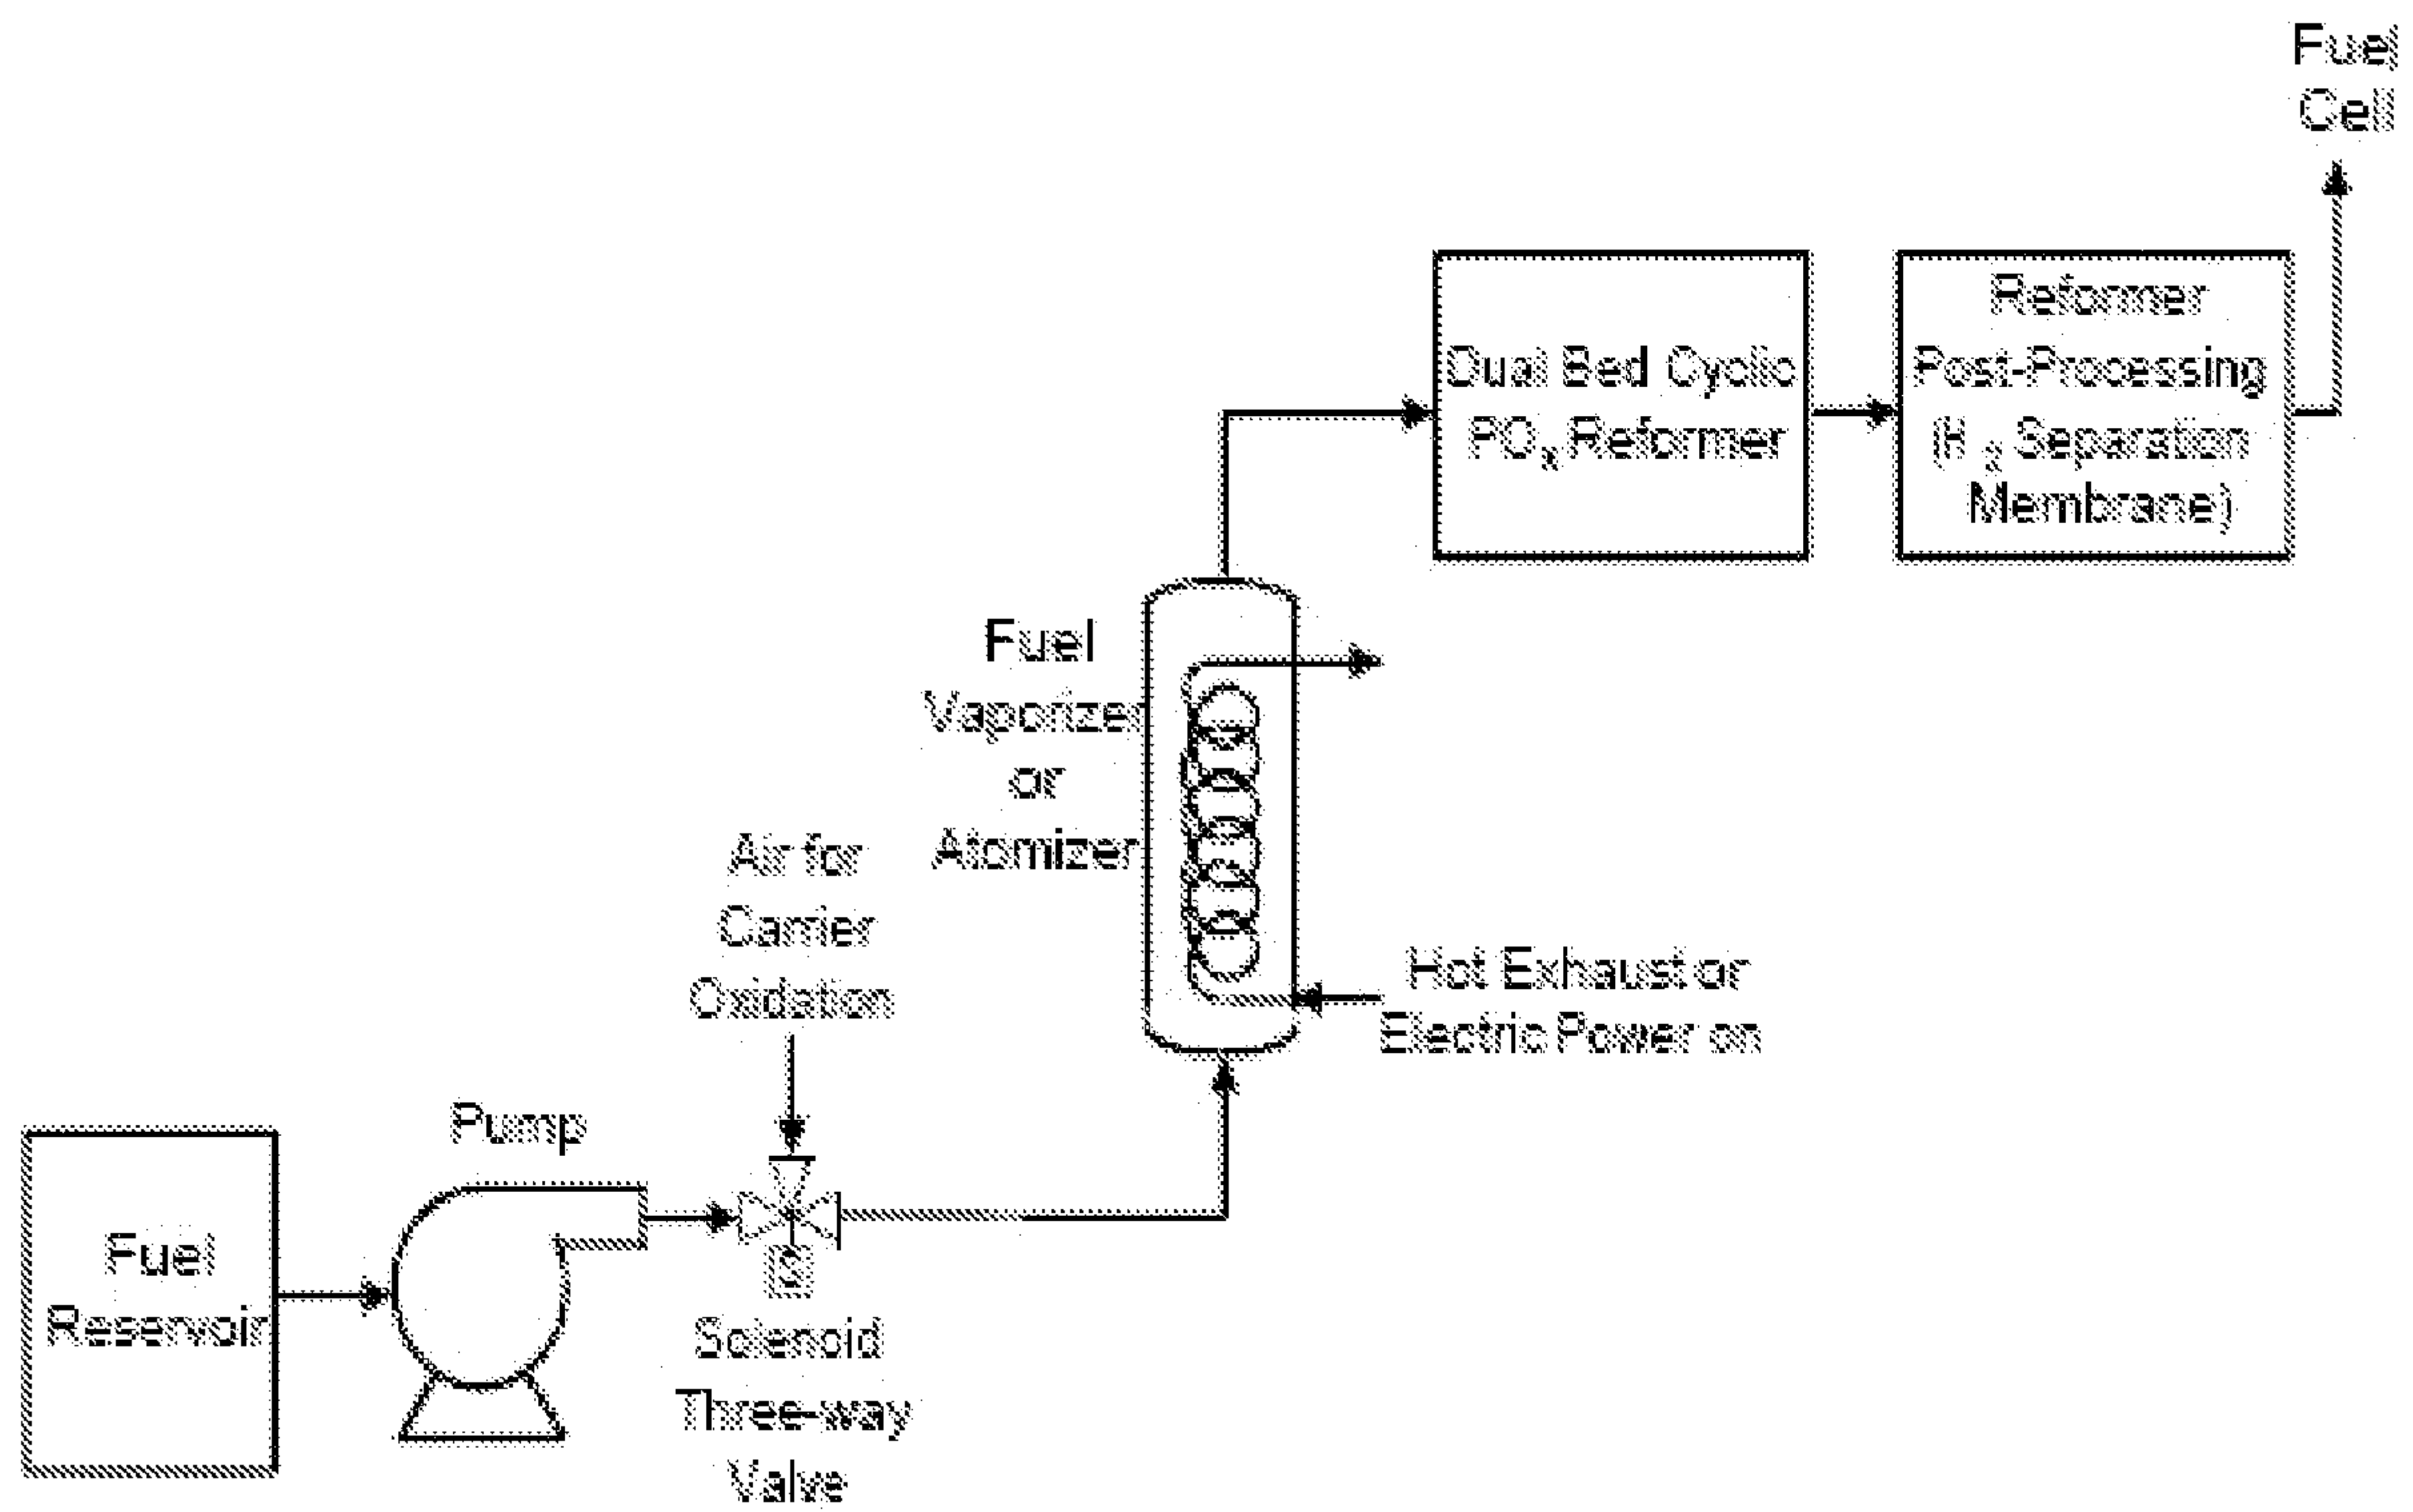 Fuel
Cell
Reformer
Post-Processing
(H2 Separation
Membrane)
Dual Bed Cyclic
POx Reformer
Fuel
Vaporizer
or
Atomizer
Air for
Carrier
Oxidation
Hot Exhaust or
Electric Power on
Pump
Fuel
Reservoir
S
Solenoid
Three-way
Valve